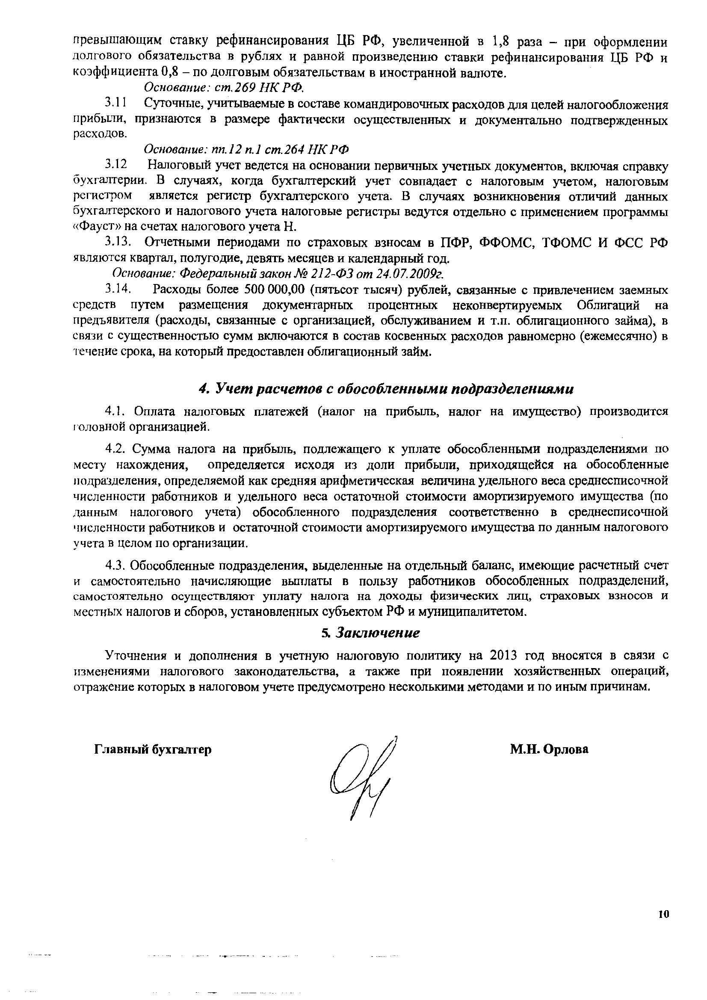 превышающим ставку рефинансирования ЦБ РФ, увеличенной в 1,8 раза – при оформлении
долгового обязательства в рублях и равной произведению ставки рефинансирования ЦБ РФ и
коэффициента 0,8 – по долговым обязательствам в иностранной валюте.
Основание: ст.269 НК РФ.
3.11 Суточные, учитываемые в составе командировочных расходов для целей налогообложения
прибыли, признаются в размере фактически осуществленных и документально подтвержденных
расходов.
Основание: пп.12 п.1 ст.264 НК РФ
3.12 Налоговый учет ведется на основании первичных учетных документов, включая справку
бухгалтерии. В случаях, когда бухгалтерский учет совпадает с налоговым учетом, налоговым
регистром является регистр бухгалтерского учета. В случаях возникновения отличий данных
бухгалтерского и налогового учета налоговые регистры ведутся отдельно с применением программы
«Фауст» на счетах налогового учета Н.
3.13. Отчетными периодами по страховых взносам в ПФР, ФФОМС, ТФОМС И ФСС РФ
являются квартал, полугодие, девять месяцев и календарный год.
Основание: Федеральный закон № 212-ФЗ от 24.07.2009г.
3.14. Расходы более 500 000,00 (пятьсот тысяч) рублей, связанные с привлечением заемных
средств путем размещения документарных процентных неконвертируемых Облигаций на
предъявителя (расходы, связанные с организацией, обслуживанием и т.п. облигационного займа), в
связи с существенностью сумм включаются в состав косвенных расходов равномерно (ежемесячно) в
течение срока, на который предоставлен облигационный займ.
4. Учет расчетов с обособленными подразделениями
4.1. Оплата налоговых платежей (налог на прибыль, налог на имущество) производится
головной организацией.
4.2. Сумма налога на прибыль, подлежащего к уплате обособленными подразделениями по
месту нахождения, определяется исходя из доли прибыли, приходящейся на обособленные
подразделения, определяемой как средняя арифметическая величина удельного веса среднесписочной
численности работников и удельного веса остаточной стоимости амортизируемого имущества (по
данным налогового учета) обособленного подразделения соответственно в среднесписочной
численности работников и остаточной стоимости амортизируемого имущества по данным налогового
учета в целом по организации.
4.3. Обособленные подразделения, выделенные на отдельный баланс, имеющие расчетный счет
и самостоятельно начисляющие выплаты в пользу работников обособленных подразделений,
самостоятельно осуществляют уплату налога на доходы физических лиц, страховых взносов и
местных налогов и сборов, установленных субъектом РФ и муниципалитетом.
5. Заключение
Уточнения и дополнения в учетную налоговую политику на 2013 год вносятся в связи с
изменениями налогового законодательства, а также при появлении хозяйственных операций,
отражение которых в налоговом учете предусмотрено несколькими методами и по иным причинам.
Главный бухгалтер М.Н. Орлова
10